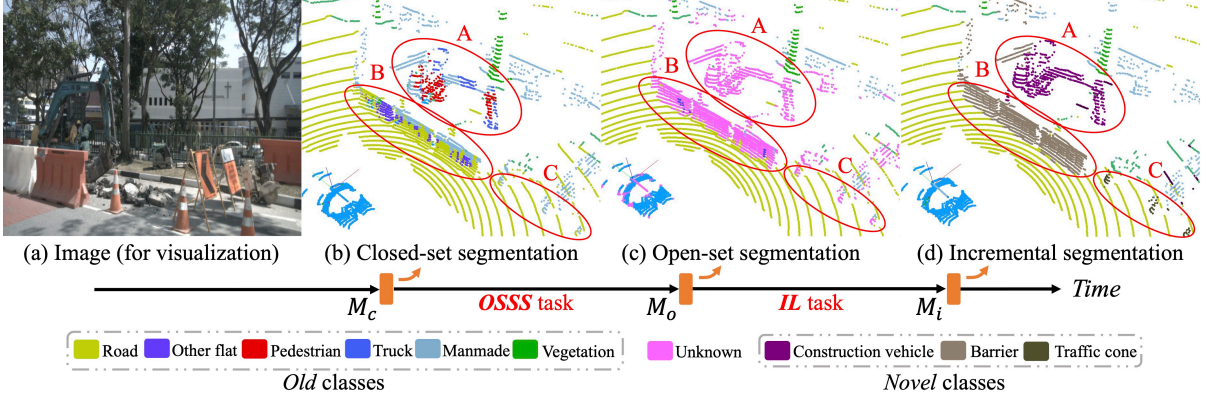 A
B
C
A
B
C
A
B
C
(a) Image (for visualization)
(b) Closed-set segmentation
(c) Open-set segmentation
(d) Incremental segmentation
M_c
OSSS task
M_o
IL task
M_i
Time
Road
Other flat
Pedestrian
Truck
Manmade
Vegetation
Unknown
Construction vehicle
Barrier
Traffic cone
Old classes
Novel classes